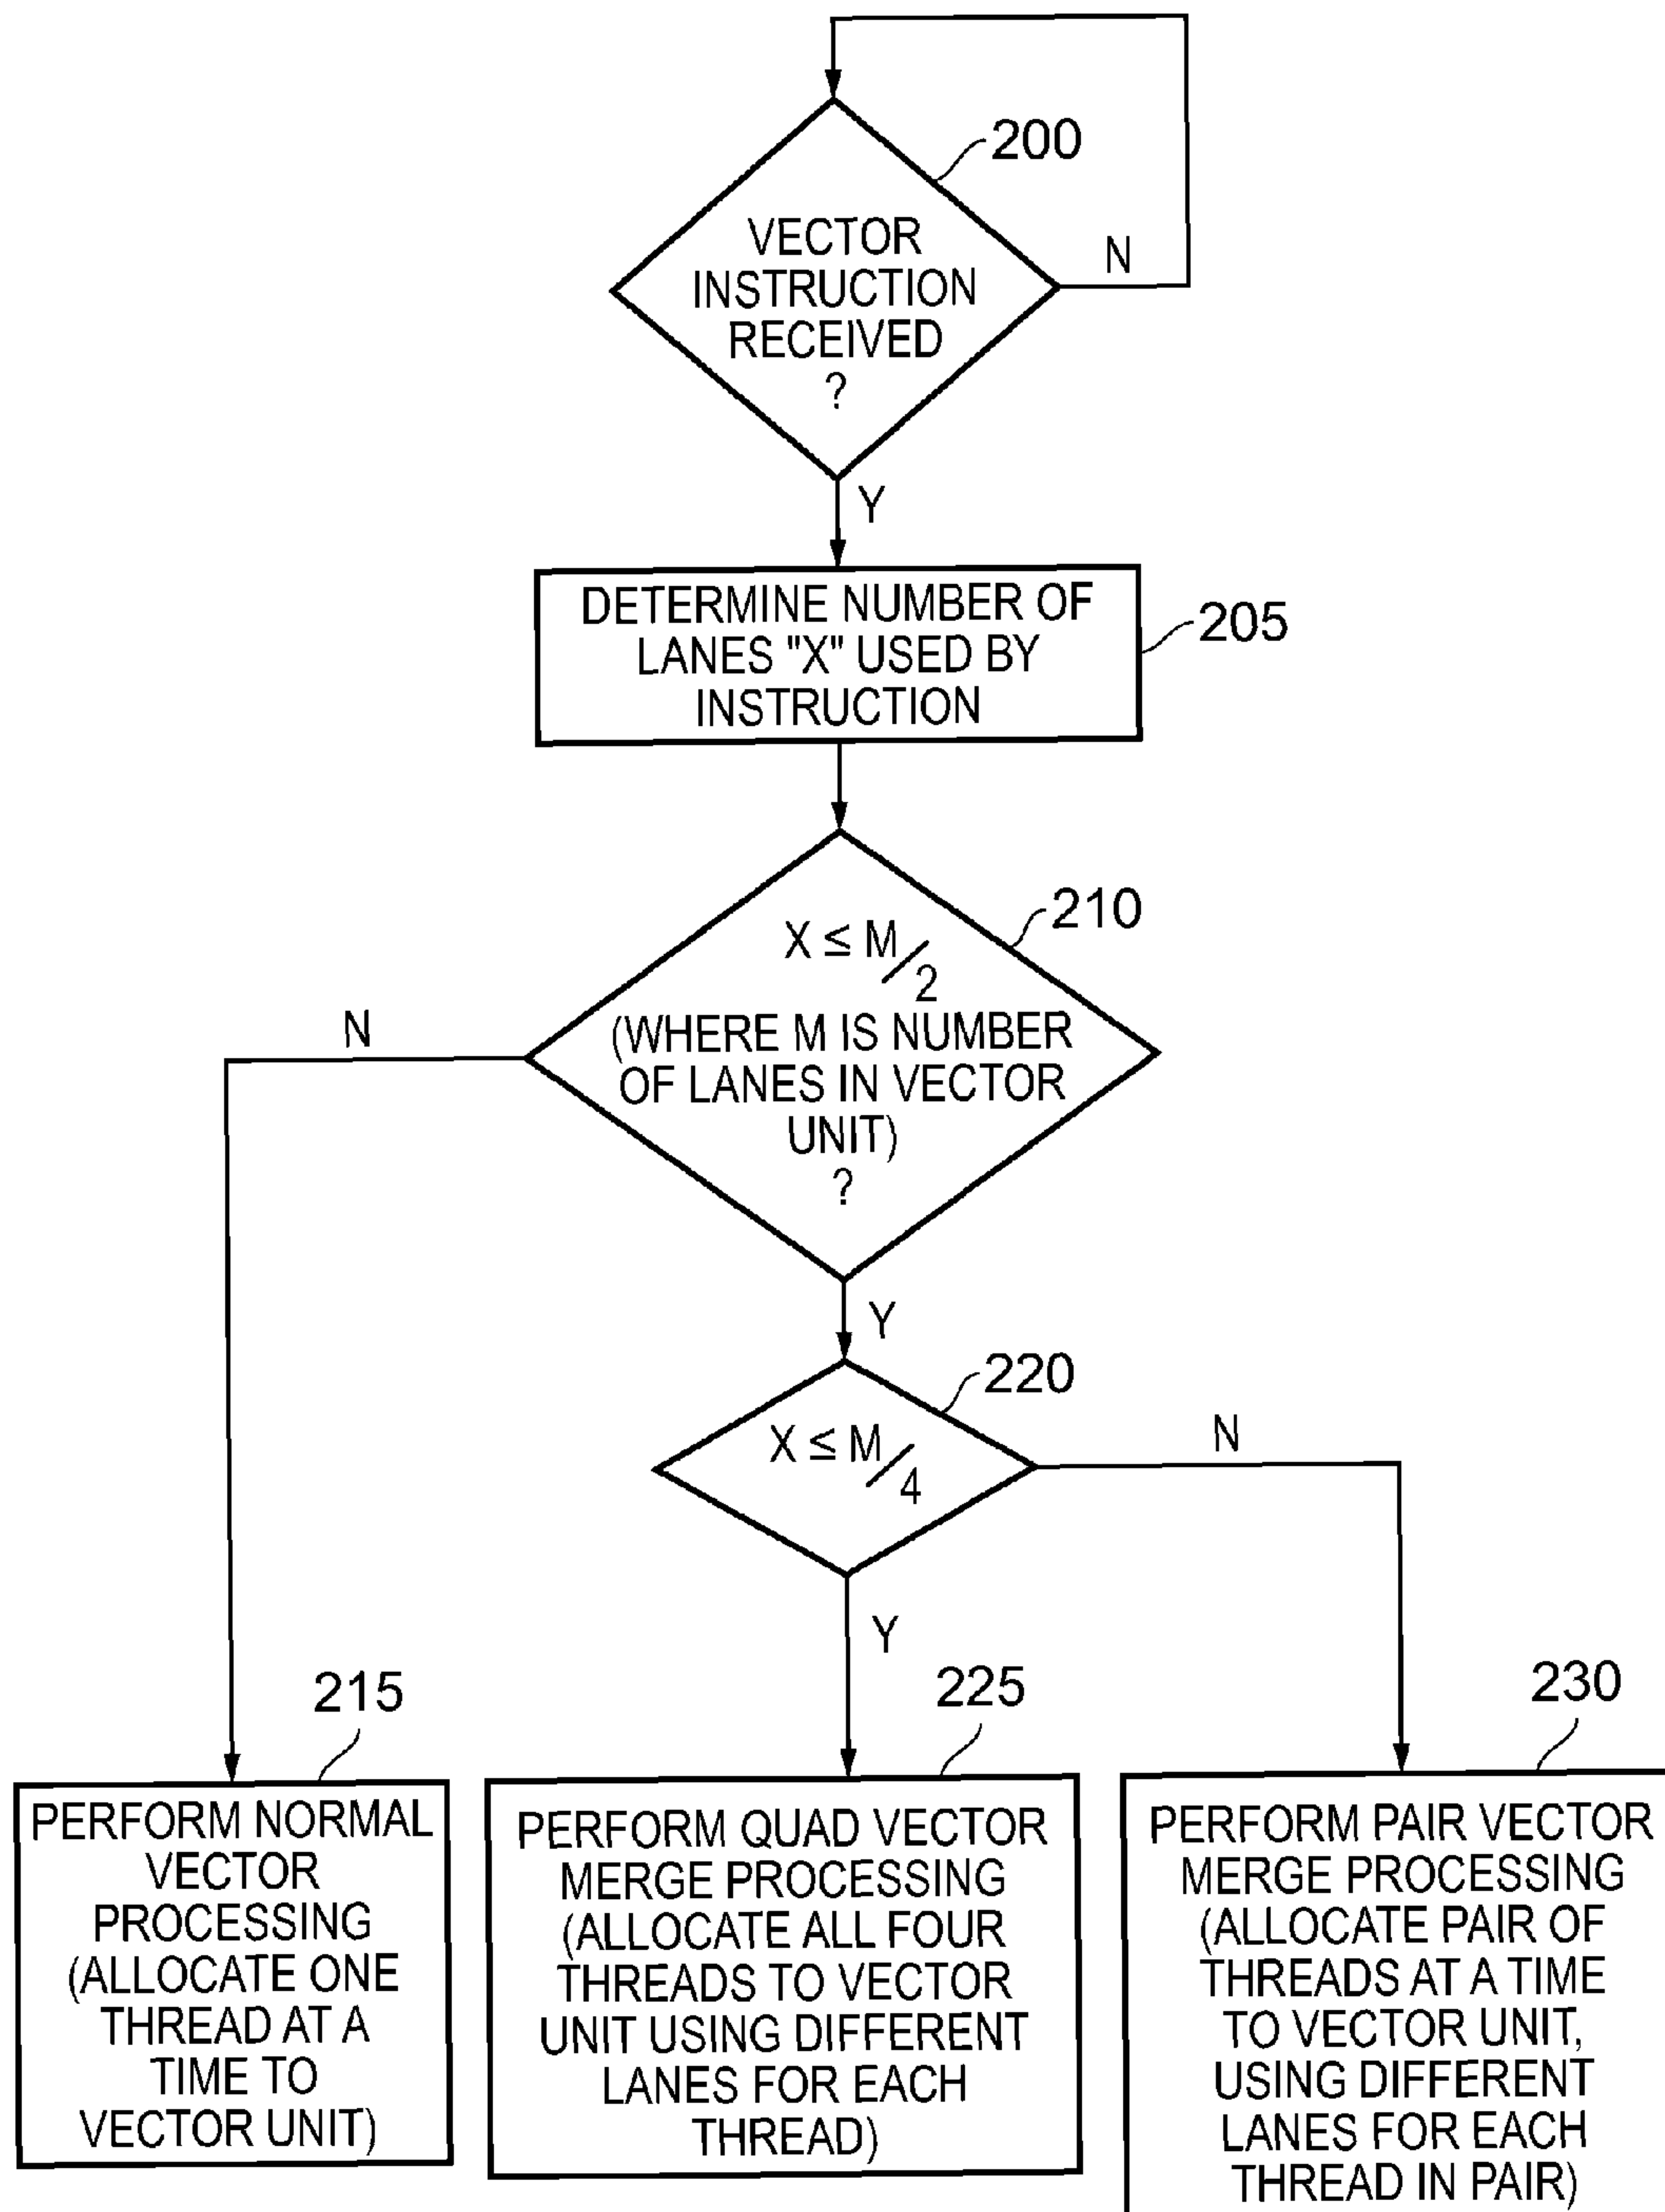 200
VECTOR
INSTRUCTION
RECEIVED
?
N
Y
DETERMINE NUMBER OF
LANES "X" USED BY
INSTRUCTION
205
210
X ≤ M/2
(WHERE M IS NUMBER
OF LANES IN VECTOR
UNIT)
?
N
Y
220
X ≤ M/4
N
Y
215
PERFORM NORMAL
VECTOR
PROCESSING
(ALLOCATE ONE
THREAD AT A
TIME TO
VECTOR UNIT)
225
PERFORM QUAD VECTOR
MERGE PROCESSING
(ALLOCATE ALL FOUR
THREADS TO VECTOR
UNIT USING DIFFERENT
LANES FOR EACH
THREAD)
230
PERFORM PAIR VECTOR
MERGE PROCESSING
(ALLOCATE PAIR OF
THREADS AT A TIME
TO VECTOR UNIT,
USING DIFFERENT
LANES FOR EACH
THREAD IN PAIR)